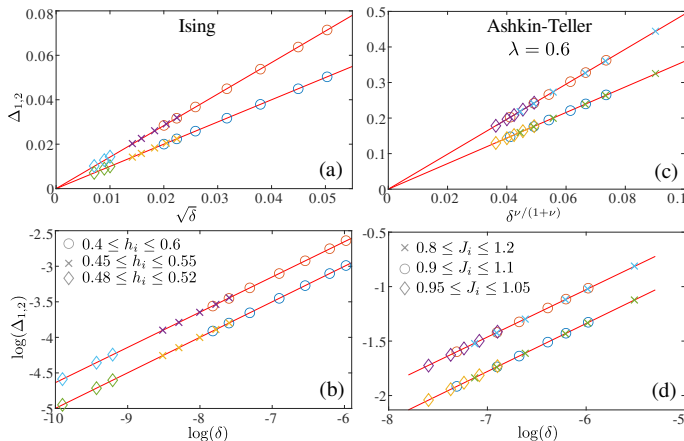 Ising
0.08
0.06
0.04
0.02
0
Δ1,2
(a)
0 0.01 0.02 0.03 0.04 0.05
√δ
Ashkin-Teller
λ = 0.6
0.5
0.4
0.3
0.2
0.1
0
(c)
0 0.02 0.04 0.06 0.08 0.1
δ^ν/(1+ν)
-2.5
-3
-3.5
-4
-4.5
-5
log(Δ1,2)
○ 0.4 ≤ hi ≤ 0.6
× 0.45 ≤ hi ≤ 0.55
◇ 0.48 ≤ hi ≤ 0.52
(b)
-10 -9 -8 -7 -6
log(δ)
-0.5
-1
-1.5
-2
× 0.8 ≤ Ji ≤ 1.2
○ 0.9 ≤ Ji ≤ 1.1
◇ 0.95 ≤ Ji ≤ 1.05
(d)
-8 -7 -6 -5
log(δ)